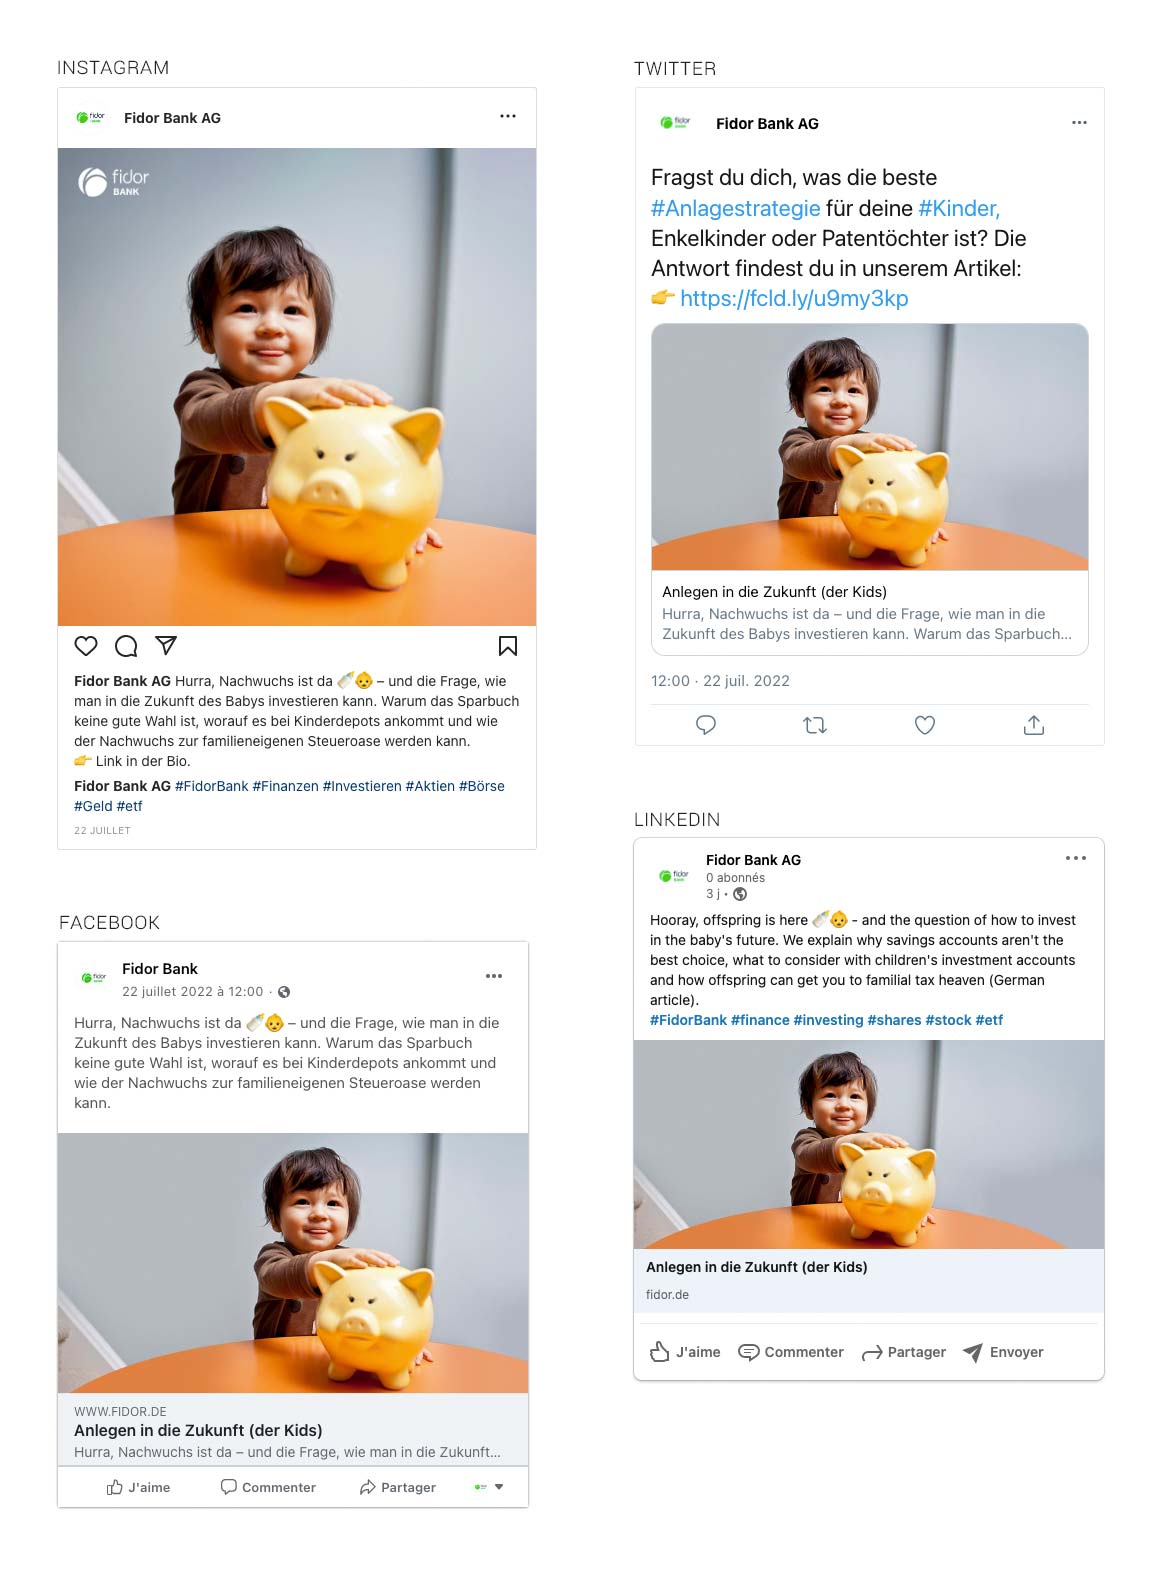 INSTAGRAM
fidor
BANK
Fidor Bank AG
fidor
BANK
Fidor Bank AG Hurra, Nachwuchs ist da 🍼👶 – und die Frage, wie
man in die Zukunft des Babys investieren kann. Warum das Sparbuch
keine gute Wahl ist, worauf es bei Kinderdepots ankommt und wie
der Nachwuchs zur familieneigenen Steueroase werden kann.
👉 Link in der Bio.
Fidor Bank AG #FidorBank #Finanzen #Investieren #Aktien #Börse
#Geld #etf
22 JUILLET
FACEBOOK
fidor
BANK
Fidor Bank
22 juillet 2022 à 12:00 ·
Hurra, Nachwuchs ist da 🍼👶 – und die Frage, wie man in die
Zukunft des Babys investieren kann. Warum das Sparbuch
keine gute Wahl ist, worauf es bei Kinderdepots ankommt und
wie der Nachwuchs zur familieneigenen Steueroase werden
kann.
WWW.FIDOR.DE
Anlegen in die Zukunft (der Kids)
Hurra, Nachwuchs ist da – und die Frage, wie man in die Zukunft...
J'aime Commenter Partager
TWITTER
fidor
BANK
Fidor Bank AG
Fragst du dich, was die beste
#Anlagestrategie für deine #Kinder,
Enkelkinder oder Patentöchter ist? Die
Antwort findest du in unserem Artikel:
👉 https://fcld.ly/u9my3kp
Anlegen in die Zukunft (der Kids)
Hurra, Nachwuchs ist da – und die Frage, wie man in die
Zukunft des Babys investieren kann. Warum das Sparbuch...
12:00 · 22 juil. 2022
LINKEDIN
fidor
BANK
Fidor Bank AG
0 abonnés
3 j •
Hooray, offspring is here 🍼👶 - and the question of how to invest
in the baby's future. We explain why savings accounts aren't the
best choice, what to consider with children's investment accounts
and how offspring can get you to familial tax heaven (German
article).
#FidorBank #finance #investing #shares #stock #etf
Anlegen in die Zukunft (der Kids)
fidor.de
J'aime Commenter Partager Envoyer